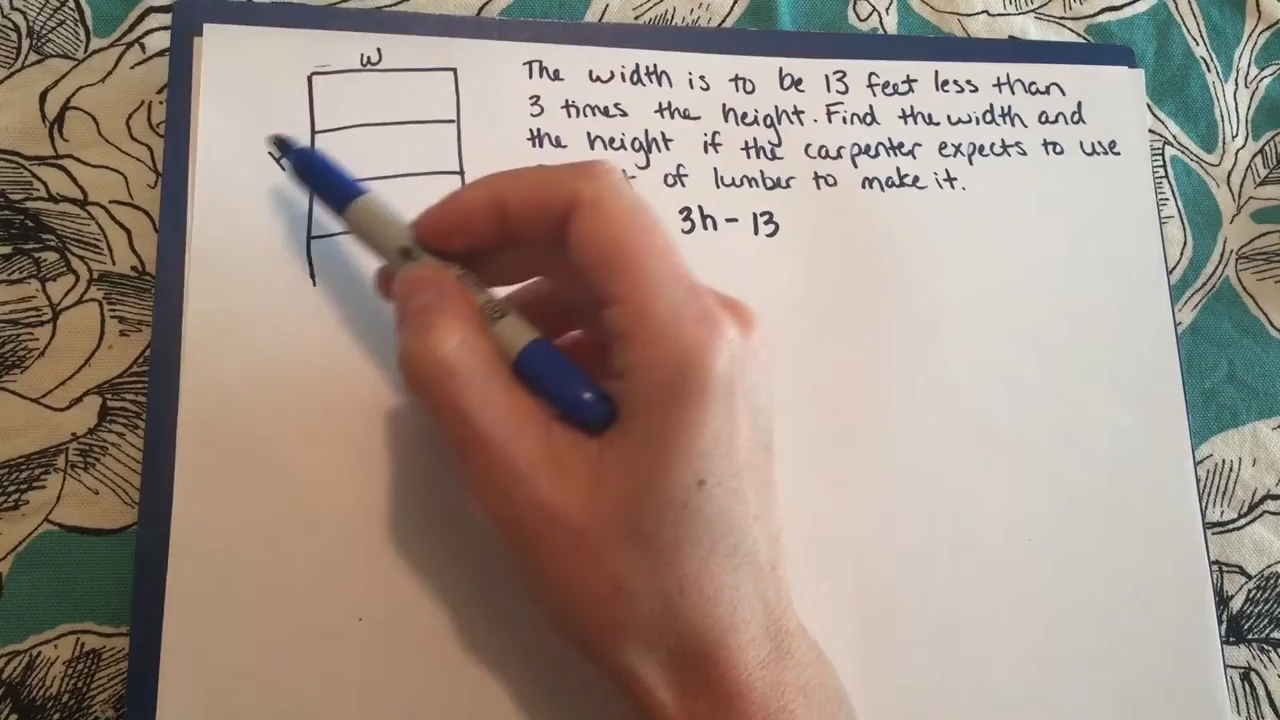 w
The width is to be 13 feet less than
3 times the height. Find the width and
the height if the carpenter expects to use
of lumber to make it.
3h - 13